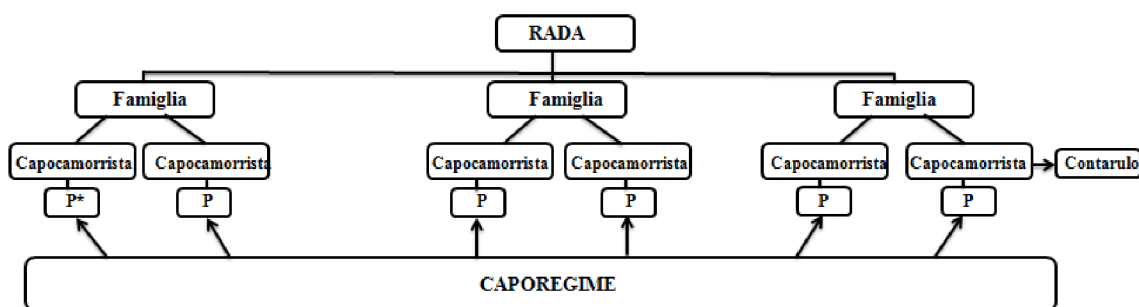 RADA
Famiglia Famiglia Famiglia
Capocamorrista Capocamorrista Capocamorrista Capocamorrista Capocamorrista Capocamorrista Contarulo
P* P P P P P
CAPOREGIME